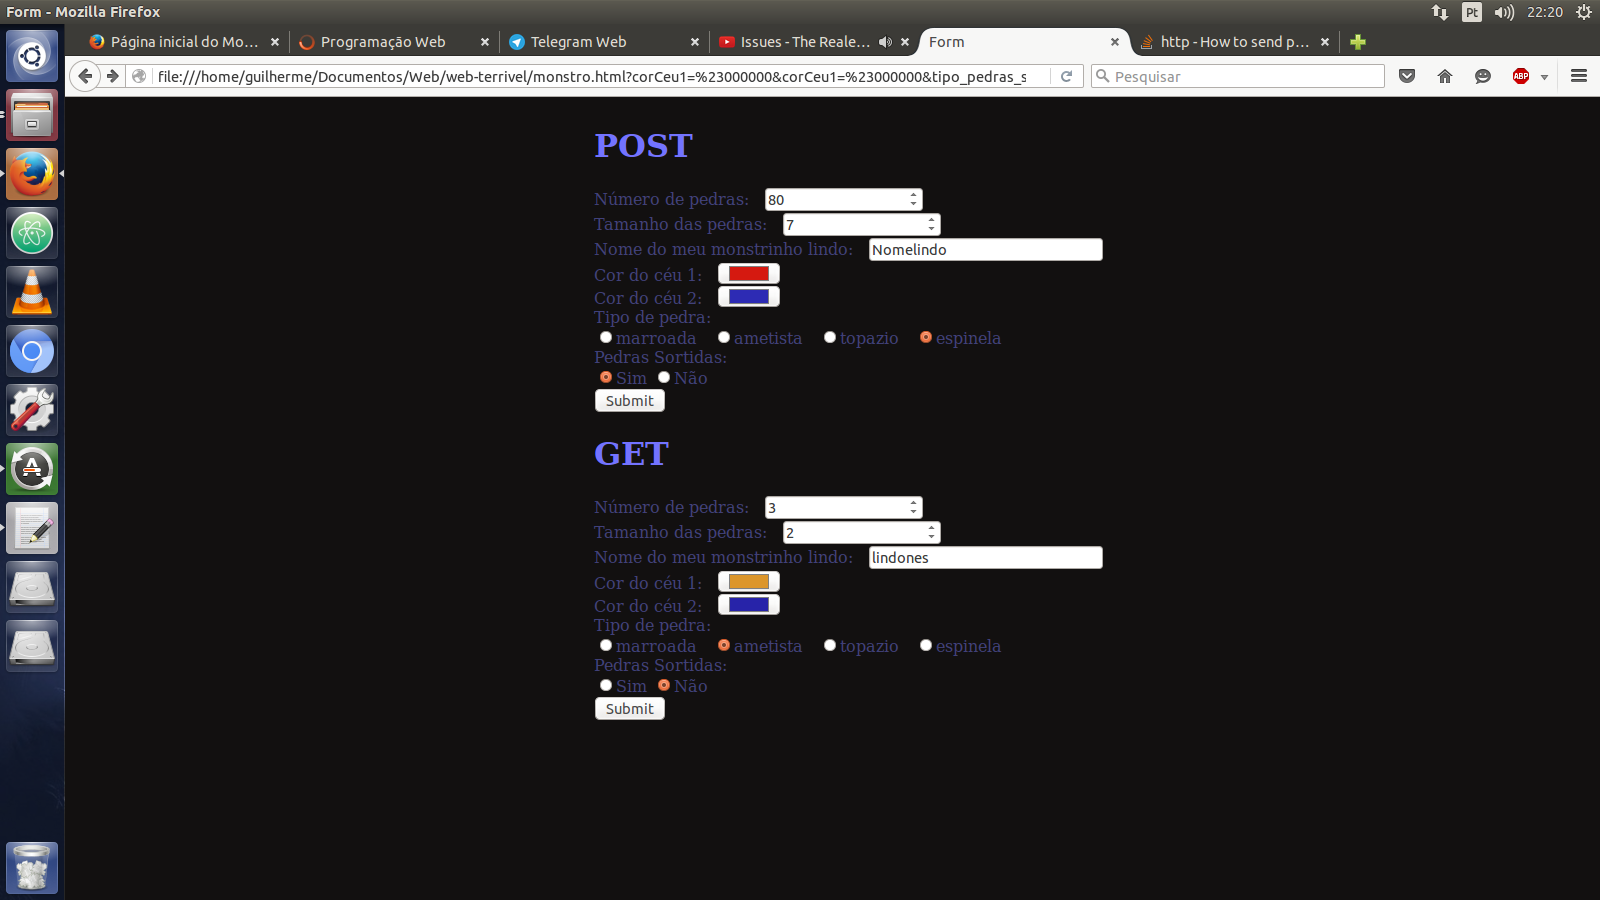 Form - Mozilla Firefox
Pt
22:20
Página inicial do Mo...
Programação Web
Telegram Web
Issues - The Reale...
Form
http - How to send p...
file:///home/guilherme/Documentos/Web/web-terrivel/monstro.html?corCeu1=%23000000&corCeu1=%23000000&tipo_pedras_s
Pesquisar
ABP
POST
Número de pedras: 80
Tamanho das pedras: 7
Nome do meu monstrinho lindo: Nomelindo
Cor do céu 1:
Cor do céu 2:
Tipo de pedra:
marroada ametista topazio espinela
Pedras Sortidas:
Sim Não
Submit
GET
Número de pedras: 3
Tamanho das pedras: 2
Nome do meu monstrinho lindo: lindones
Cor do céu 1:
Cor do céu 2:
Tipo de pedra:
marroada ametista topazio espinela
Pedras Sortidas:
Sim Não
Submit